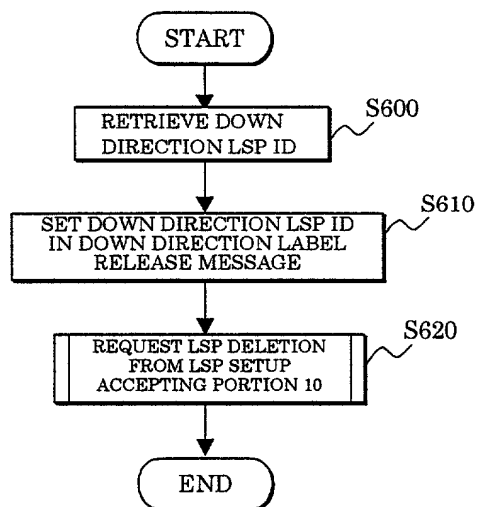 START
RETRIEVE DOWN
DIRECTION LSP ID
S600
SET DOWN DIRECTION LSP ID
IN DOWN DIRECTION LABEL
RELEASE MESSAGE
S610
REQUEST LSP DELETION
FROM LSP SETUP
ACCEPTING PORTION 10
S620
END